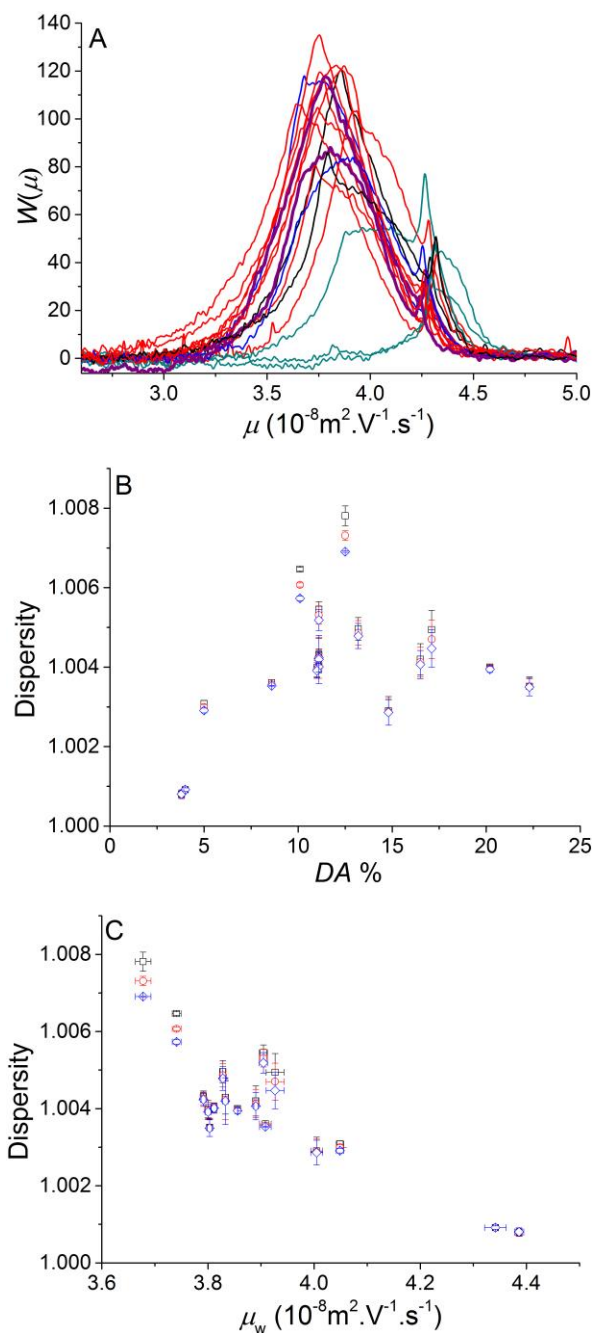 A
140
120
100
80
60
40
20
0
W(μ)
3.0 3.5 4.0 4.5 5.0
μ (10⁻⁸m².V⁻¹.s⁻¹)
B
1.008
1.006
1.004
1.002
1.000
Dispersity
0 5 10 15 20 25
DA %
C
1.008
1.006
1.004
1.002
1.000
Dispersity
3.6 3.8 4.0 4.2 4.4
μw (10⁻⁸m².V⁻¹.s⁻¹)